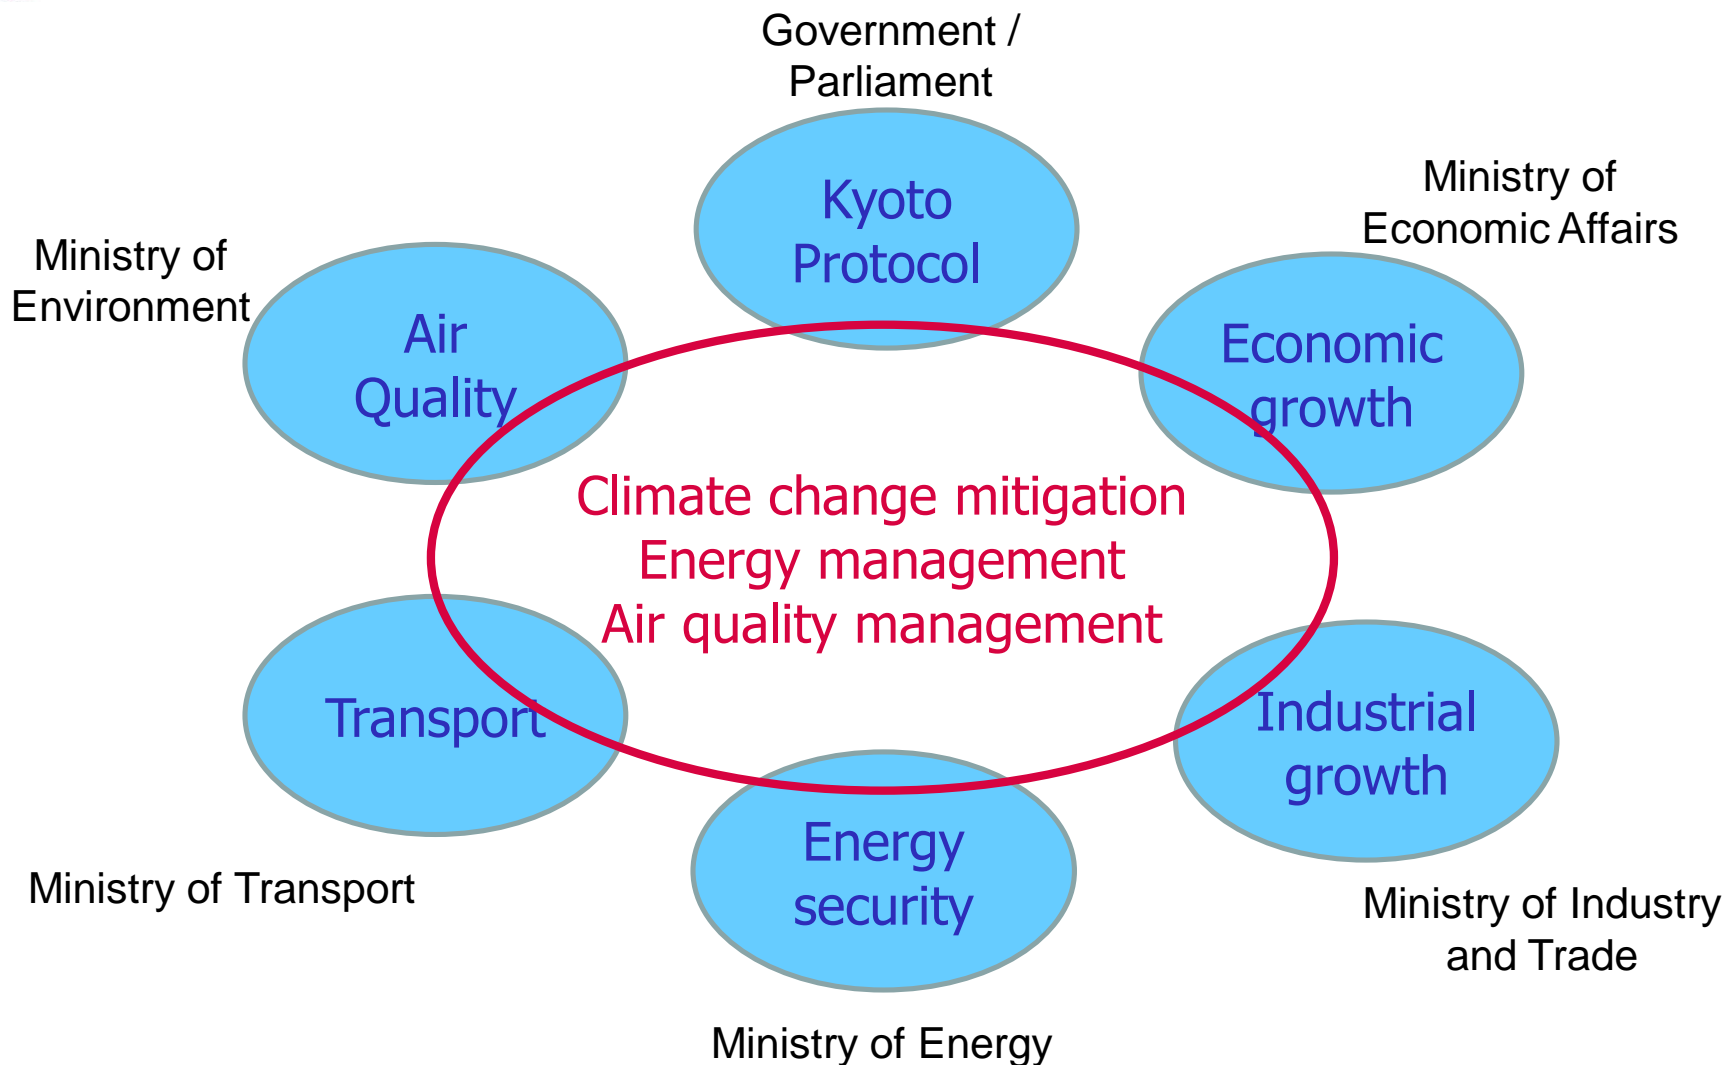 Government /
Parliament
Kyoto
Protocol
Ministry of
Economic Affairs
Economic
growth
Ministry of
Environment
Air
Quality
Climate change mitigation
Energy management
Air quality management
Transport
Ministry of Transport
Industrial
growth
Ministry of Industry
and Trade
Energy
security
Ministry of Energy